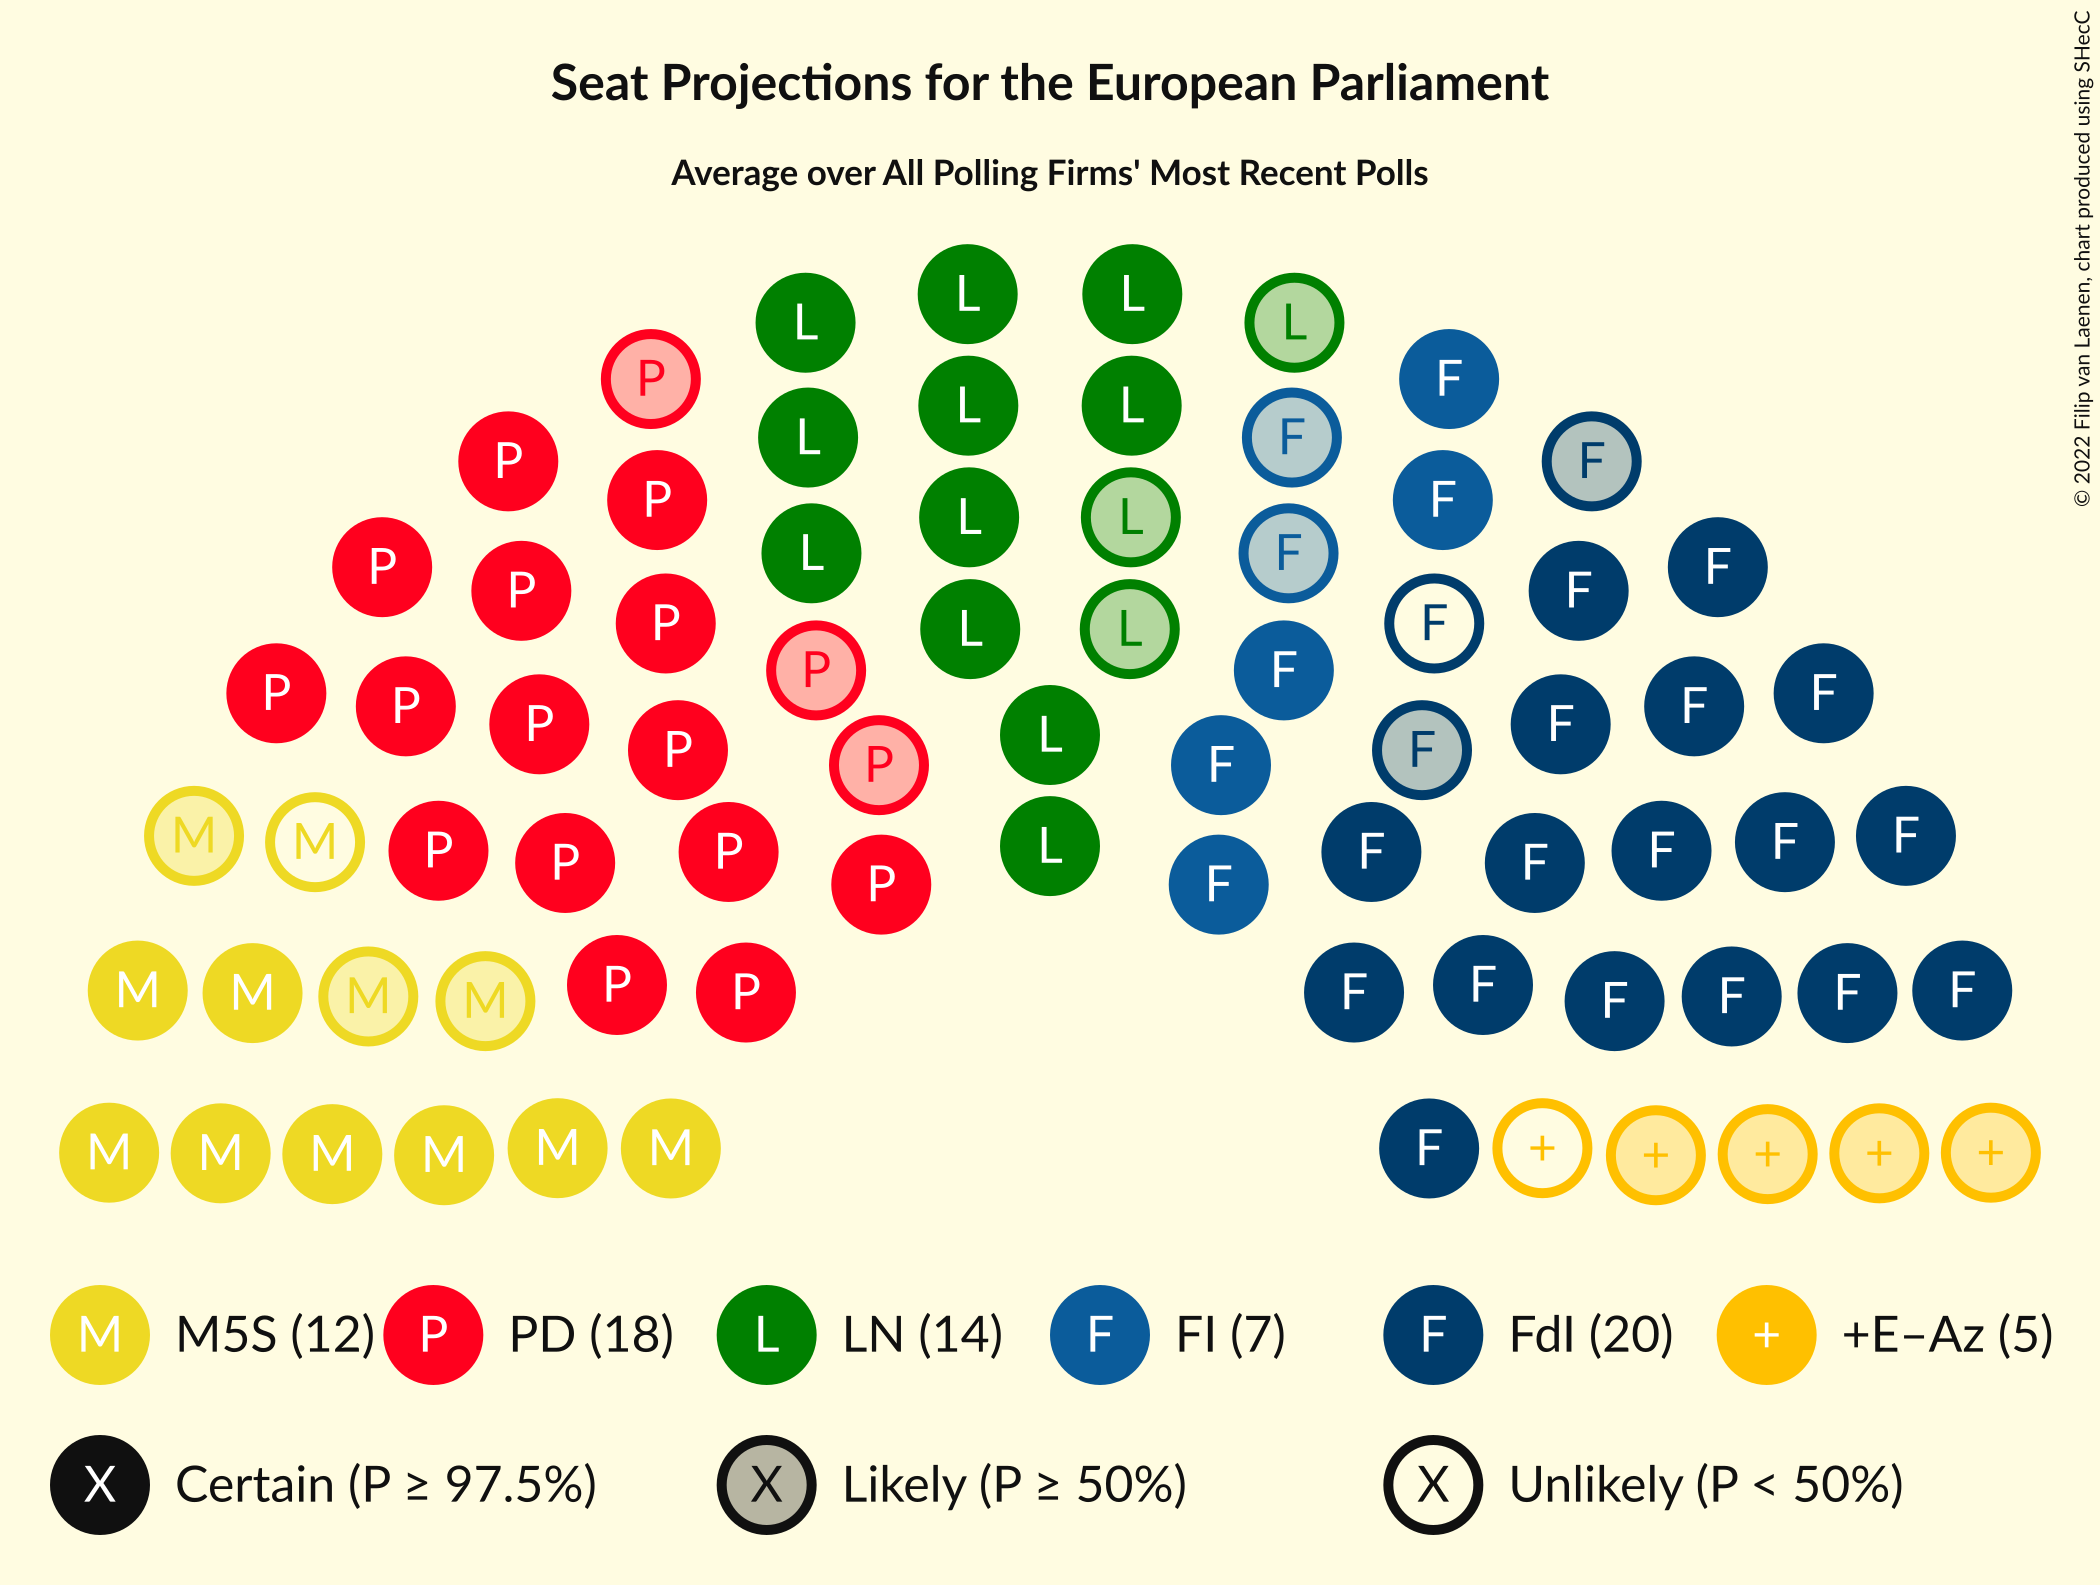 Seat Projections for the European Parliament
Average over All Polling Firms' Most Recent Polls
© 2022 Filip van Laenen, chart produced using SHecC
L L
L L
P F
L L
L F
P F
P F
L L
P F
L P
P F
P F
L F
P F
L L
P F
P F
P F
P F
P F
P L F
P F
M M P P P P L F F F F F F
M M M M P P F F F F F F
M M M M M M F + + + + +
M M5S (12) P PD (18) L LN (14) F FI (7) F FdI (20) + +E–Az (5)
X Certain (P ≥ 97.5%) X Likely (P ≥ 50%) X Unlikely (P < 50%)